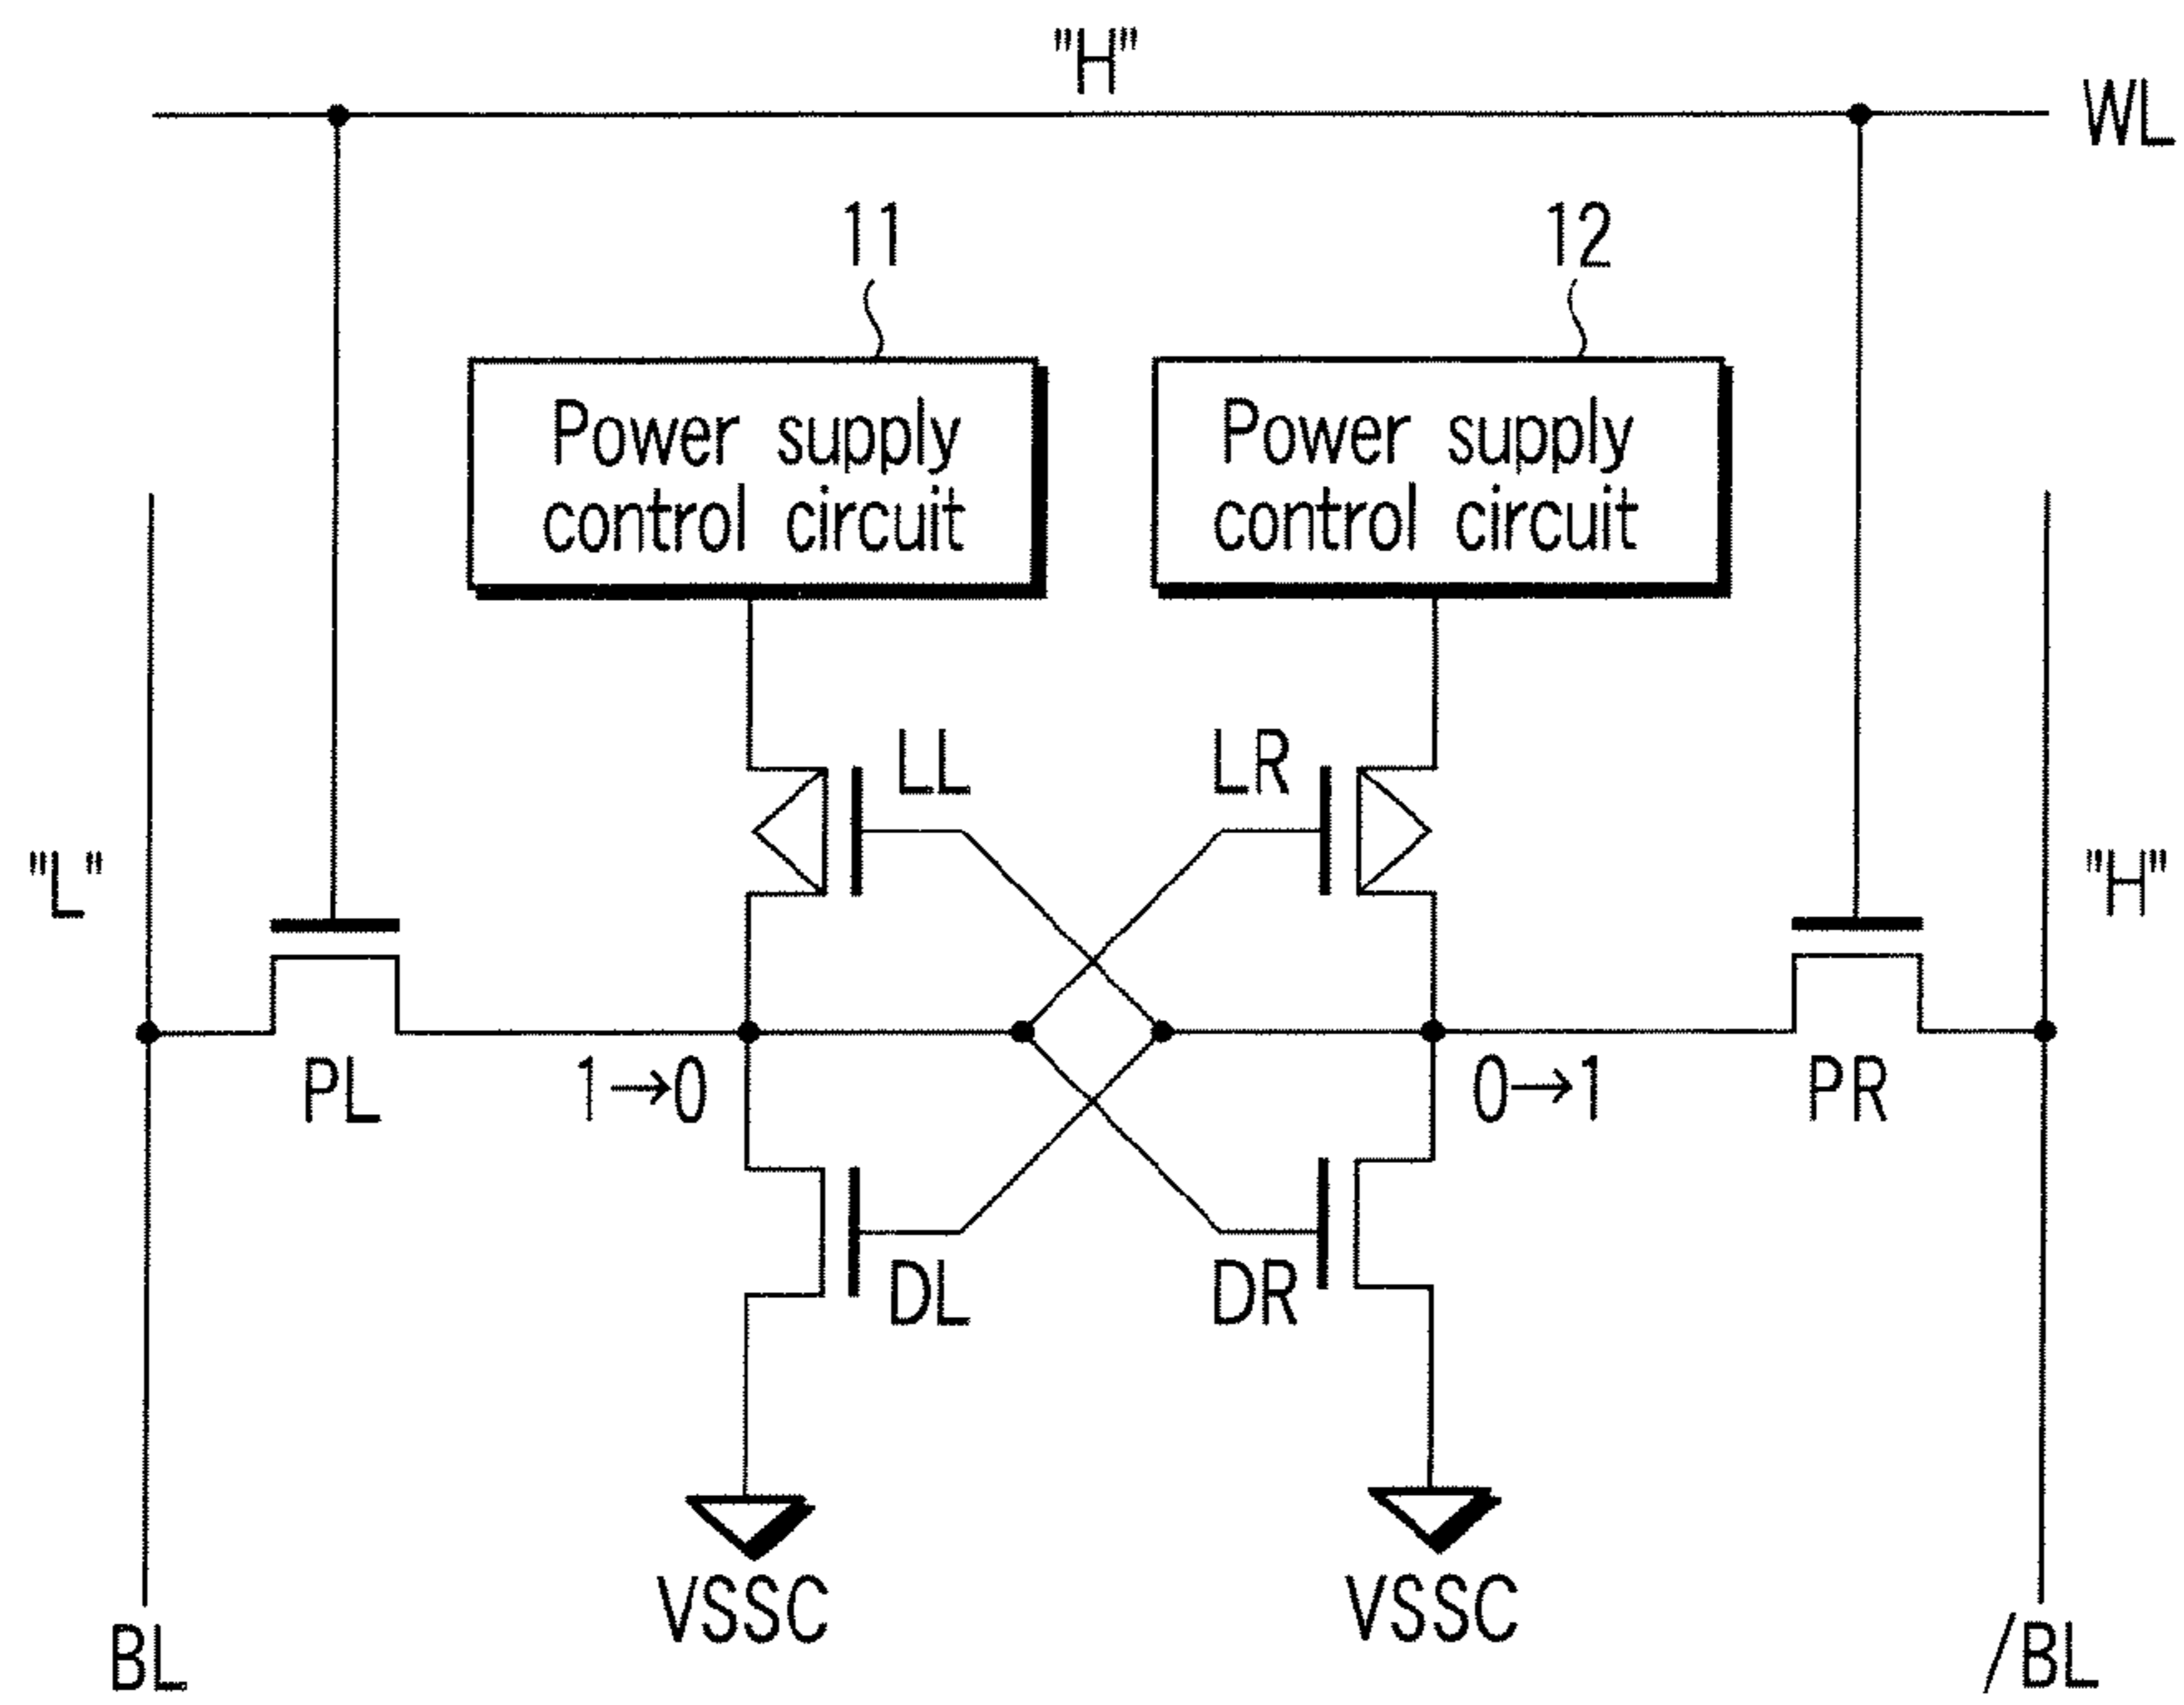 "H"
WL
11
12
Power supply
control circuit
Power supply
control circuit
LL
LR
"L"
"H"
PL
1→0
0→1
PR
DL
DR
VSSC
VSSC
BL
/BL